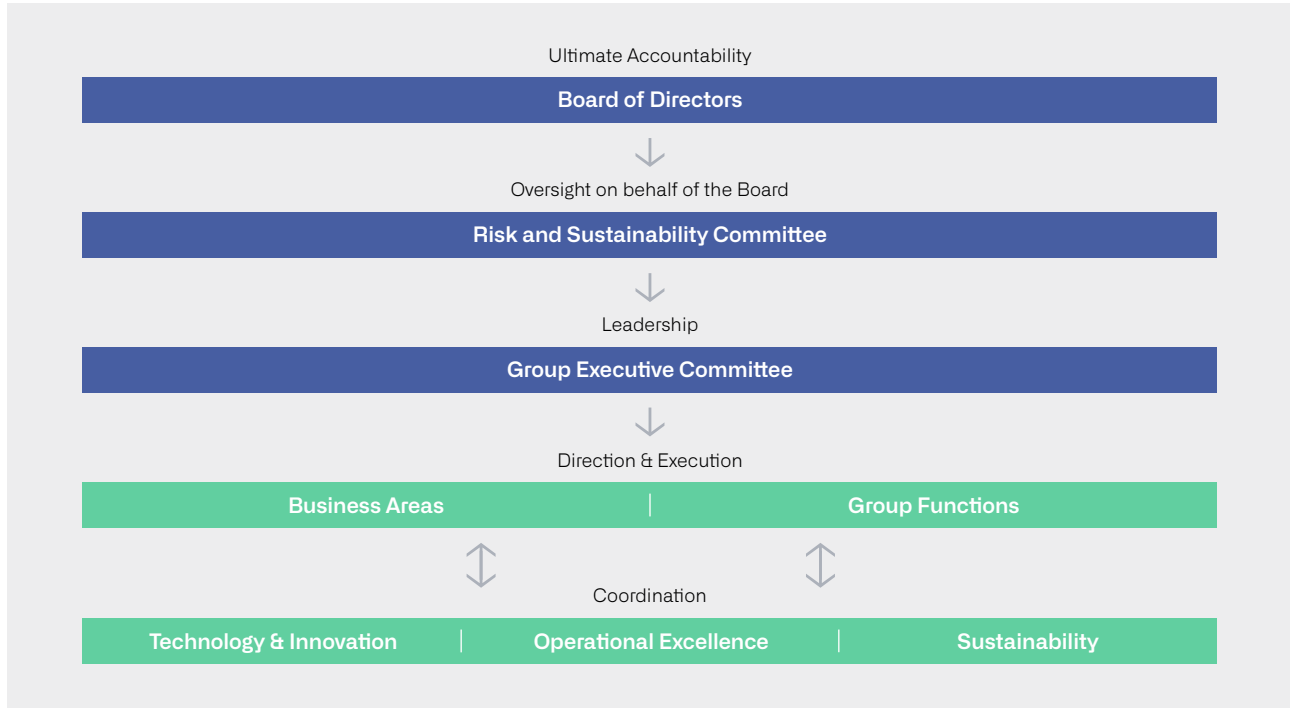 Ultimate Accountability
Board of Directors
Oversight on behalf of the Board
Risk and Sustainability Committee
Leadership
Group Executive Committee
Direction & Execution
Business Areas | Group Functions
Coordination
Technology & Innovation | Operational Excellence | Sustainability